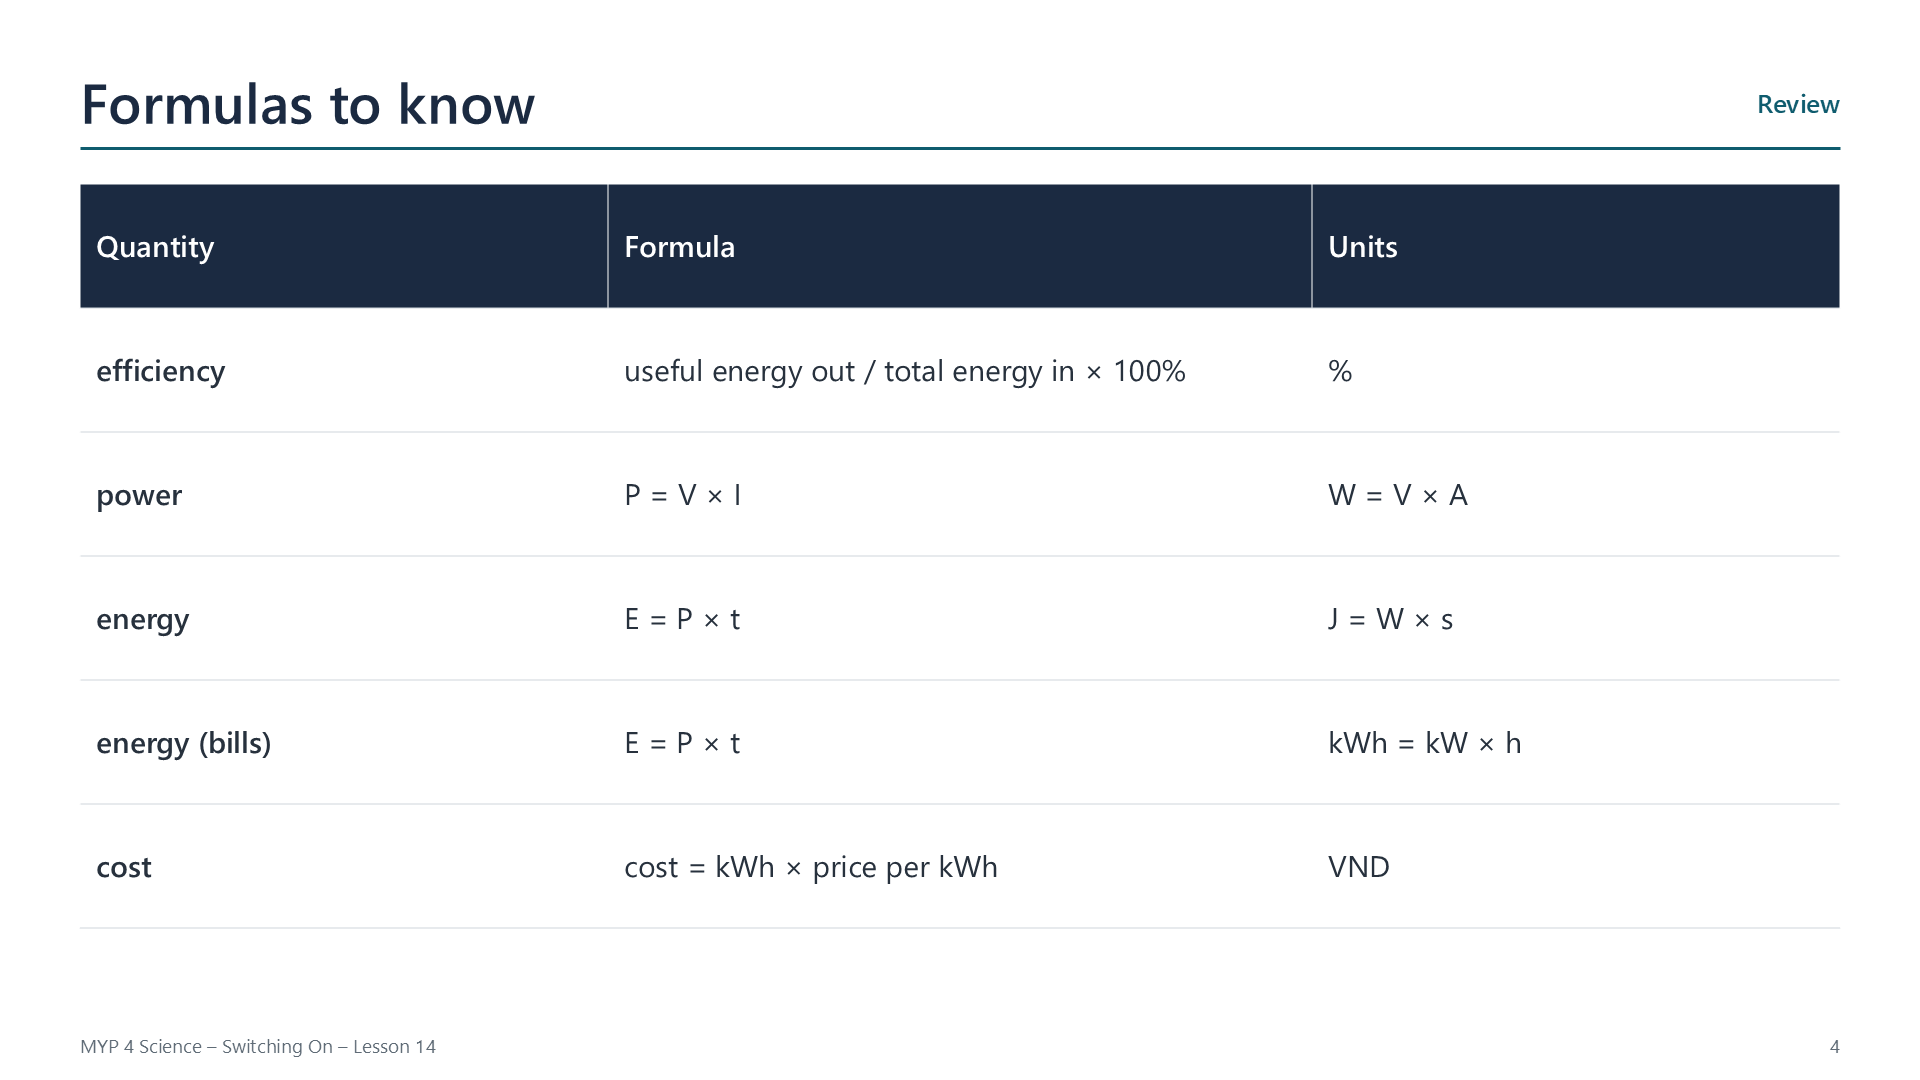 Formulas to know
Review
Quantity Formula Units
efficiency useful energy out / total energy in × 100% %
power P = V × I W = V × A
energy E = P × t J = W × s
energy (bills) E = P × t kWh = kW × h
cost cost = kWh × price per kWh VND
MYP 4 Science – Switching On – Lesson 14
4